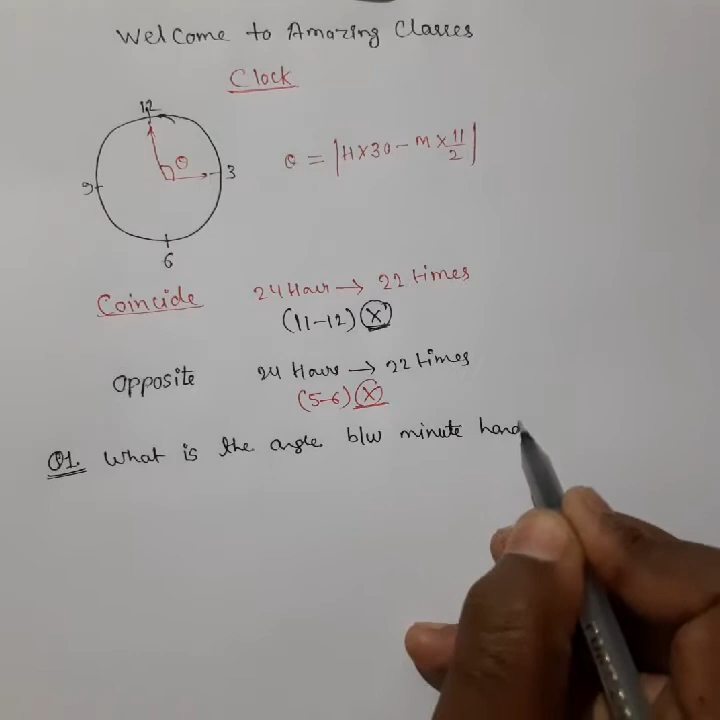 Welcome to Amazing Classes
Clock
12
θ
3
9
6
θ = |H×30 - M×11/2|
Coincide 24 Hour → 22 times
(11-12) X
Opposite 24 Hours → 22 times
(5-6) X
Q1. What is the angle b/w minute hand